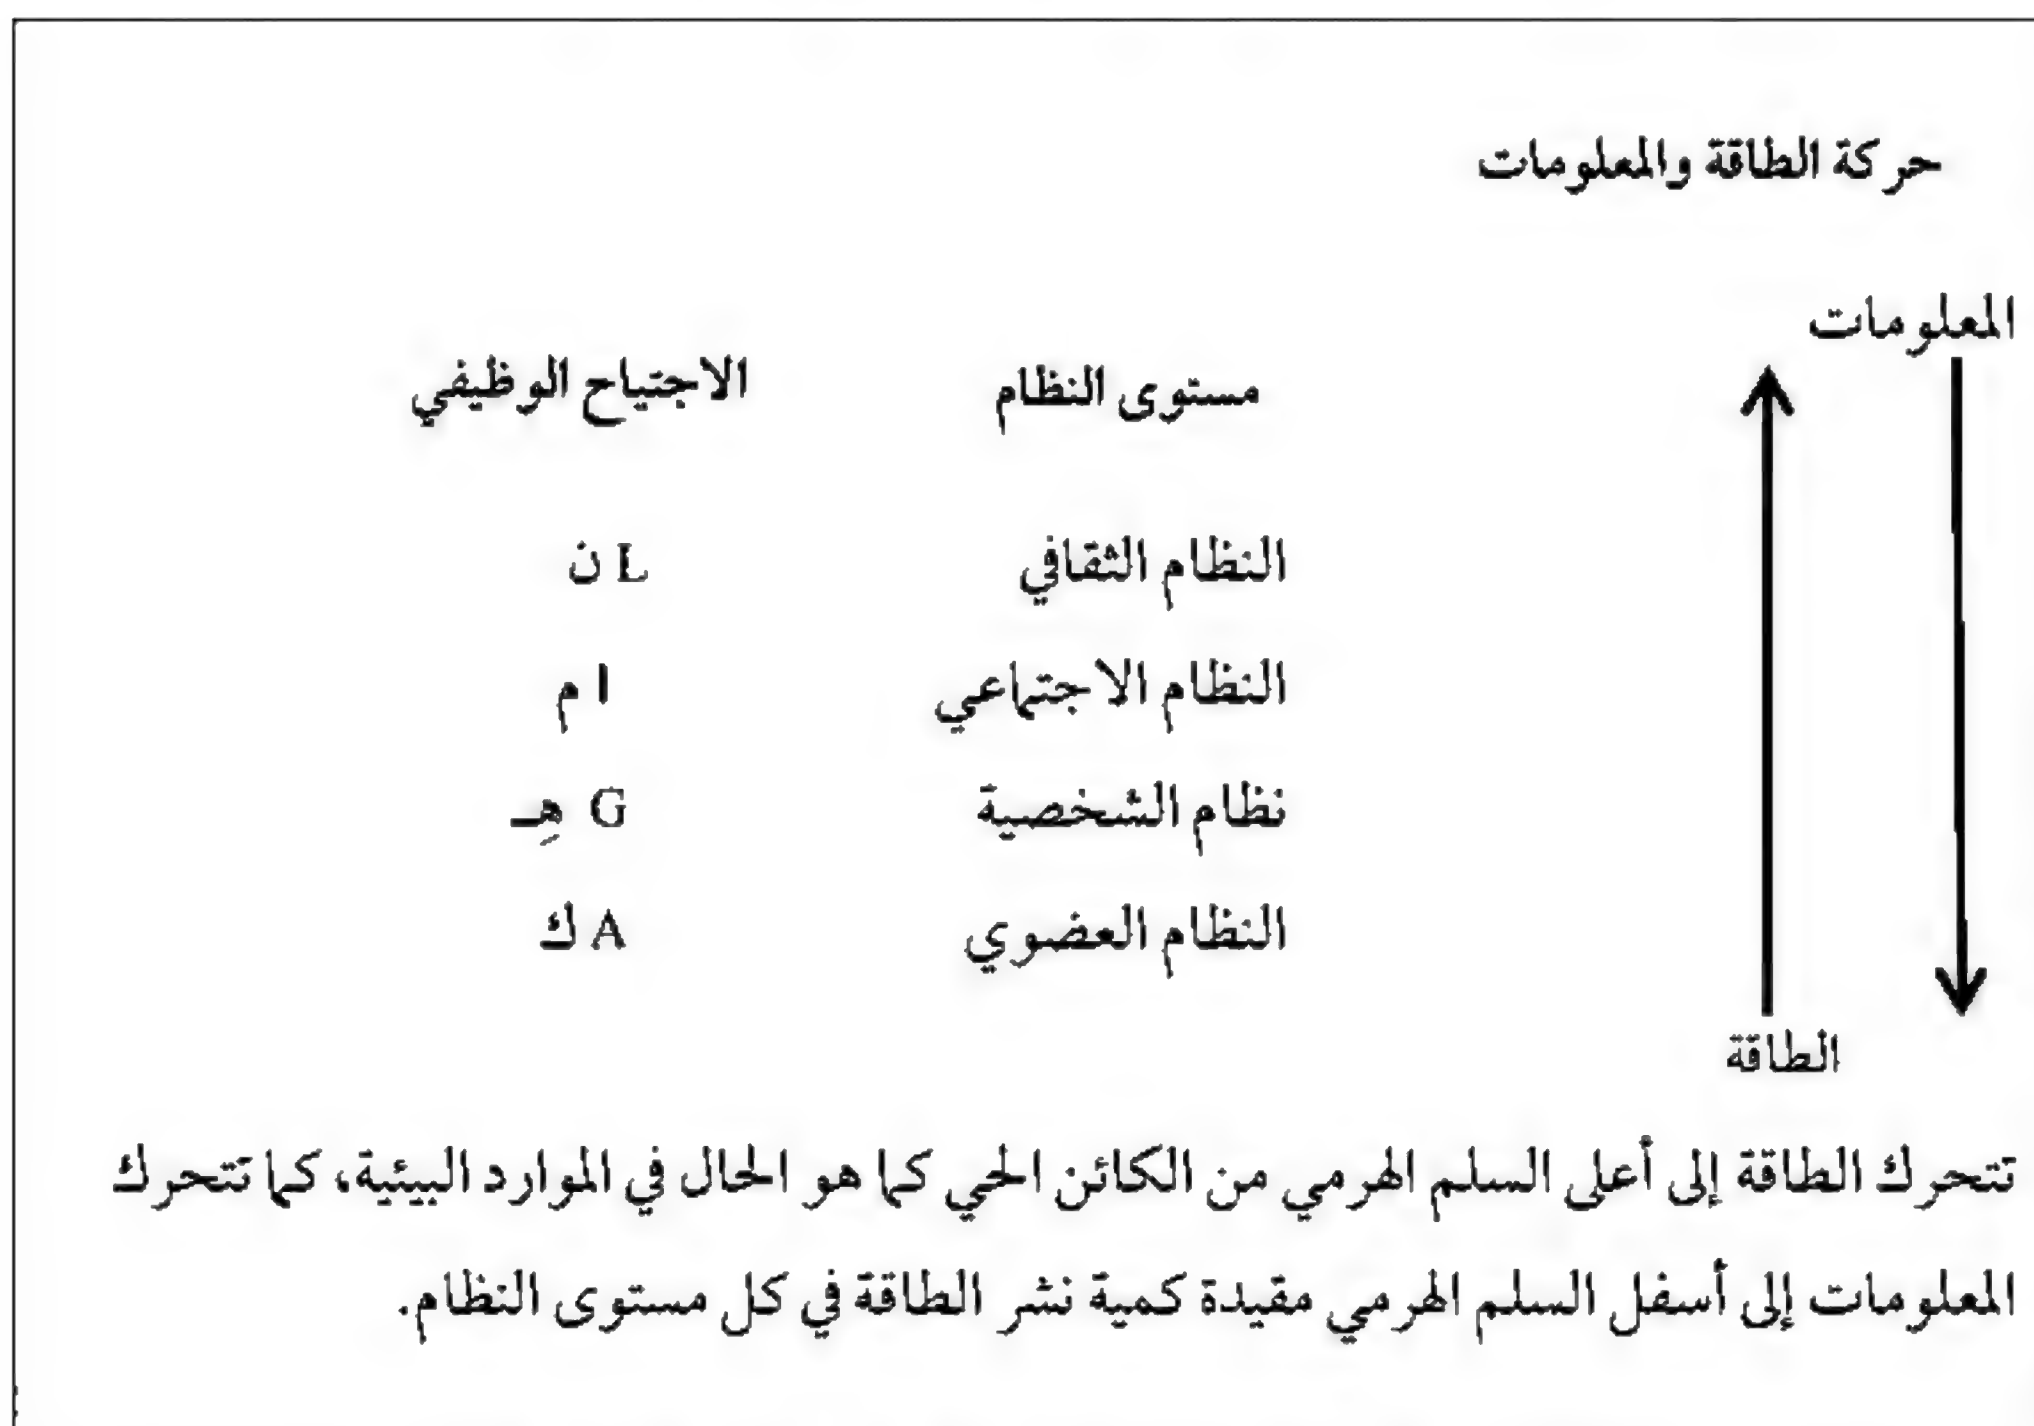 حركة الطاقة والمعلومات
المعلومات
مستوى النظام الاجتياح الوظيفي
النظام الثقافي L ن
النظام الاجتماعي I م
نظام الشخصية G هـ
النظام العضوي A ك
الطاقة
تتحرك الطاقة إلى أعلى السلم الهرمي من الكائن الحي كما هو الحال في الموارد البيئية، كما تتحرك
المعلومات إلى أسفل السلم الهرمي مقيدة كمية نشر الطاقة في كل مستوى النظام.